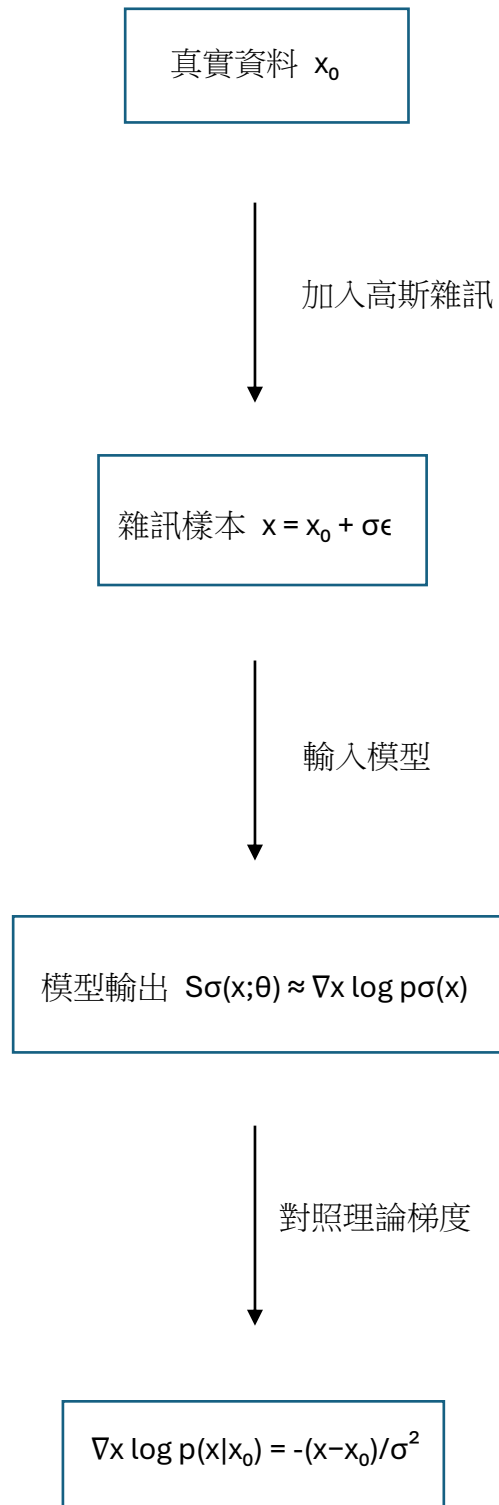 真實資料 x₀
加入高斯雜訊
雜訊樣本 x = x₀ + σϵ
輸入模型
模型輸出 Sσ(x;θ) ≈ ∇x log pσ(x)
對照理論梯度
∇x log p(x|x₀) = -(x−x₀)/σ²